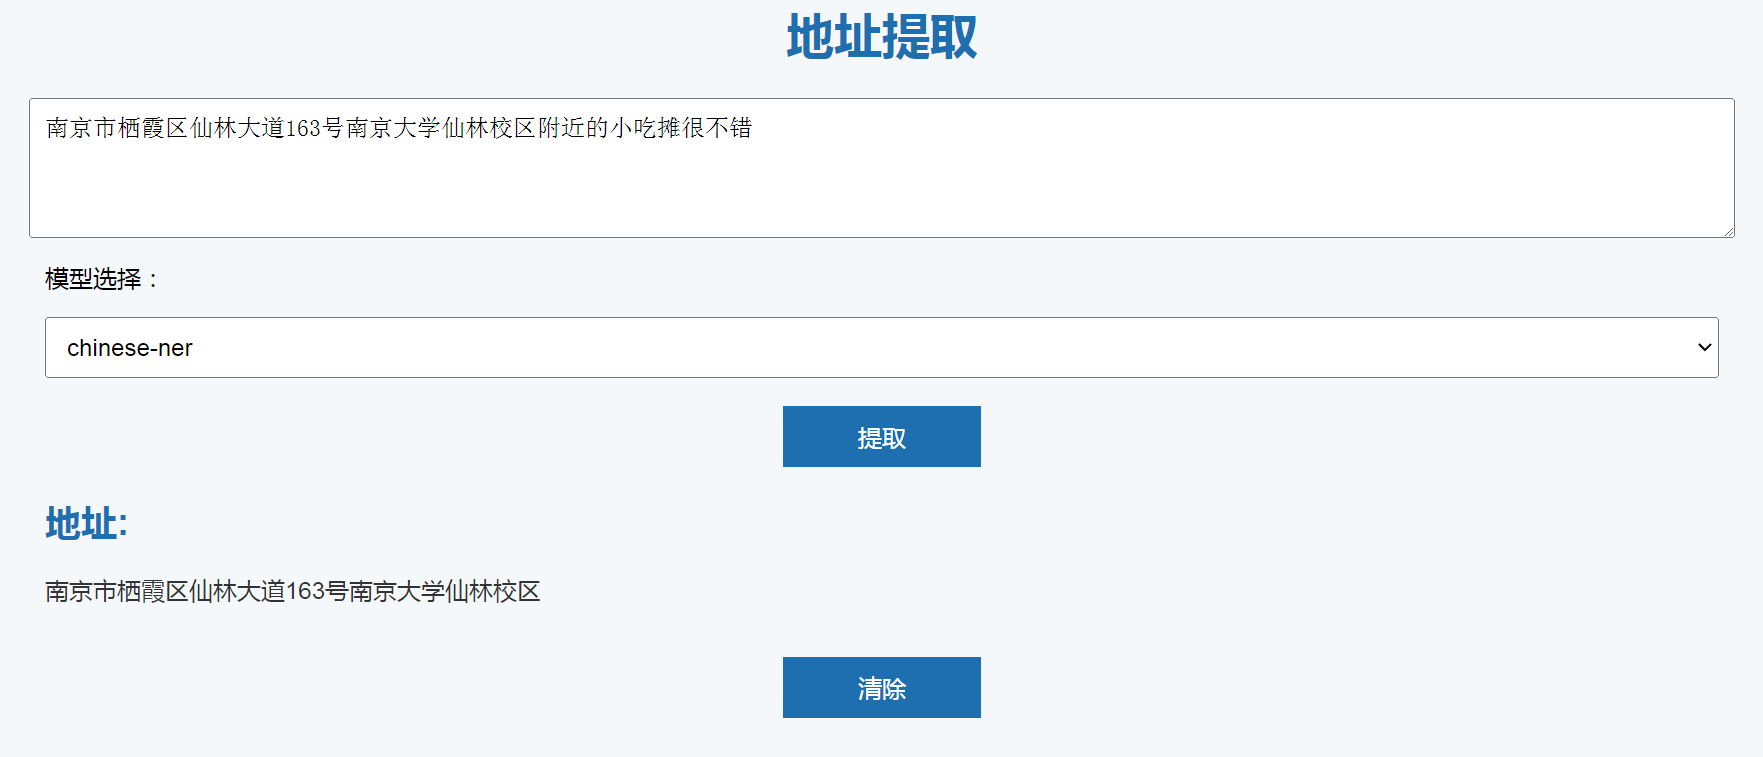 地址提取
南京市栖霞区仙林大道163号南京大学仙林校区附近的小吃摊很不错
模型选择：
chinese-ner
提取
地址:
南京市栖霞区仙林大道163号南京大学仙林校区
清除